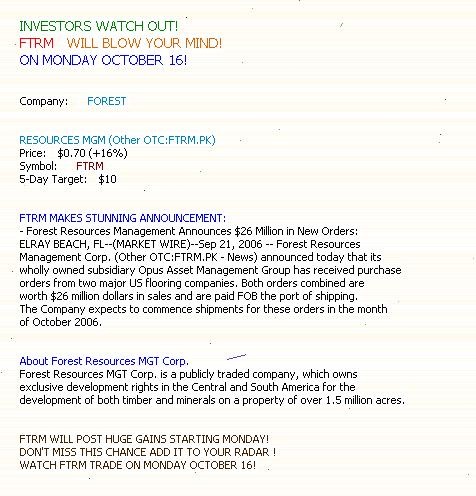 INVESTORS WATCH OUT!
FTRM WILL BLOW YOUR MIND!
ON MONDAY OCTOBER 16!
Company: FOREST
RESOURCES MGM (Other OTC:FTRM.PK)
Price: $0.70 (+16%)
Symbol: FTRM
5-Day Target: $10
FTRM MAKES STUNNING ANNOUNCEMENT:
- Forest Resources Management Announces $26 Million in New Orders:
ELRAY BEACH, FL--(MARKET WIRE)--Sep 21, 2006 -- Forest Resources
Management Corp. (Other OTC:FTRM.PK - News) announced today that its
wholly owned subsidiary Opus Asset Management Group has received purchase
orders from two major US flooring companies. Both orders combined are
worth $26 million dollars in sales and are paid FOB the port of shipping.
The Company expects to commence shipments for these orders in the month
of October 2006.
About Forest Resources MGT Corp.
Forest Resources MGT Corp. is a publicly traded company, which owns
exclusive development rights in the Central and South America for the
development of both timber and minerals on a property of over 1.5 million acres.
FTRM WILL POST HUGE GAINS STARTING MONDAY!
DON'T MISS THIS CHANCE ADD IT TO YOUR RADAR !
WATCH FTRM TRADE ON MONDAY OCTOBER 16!